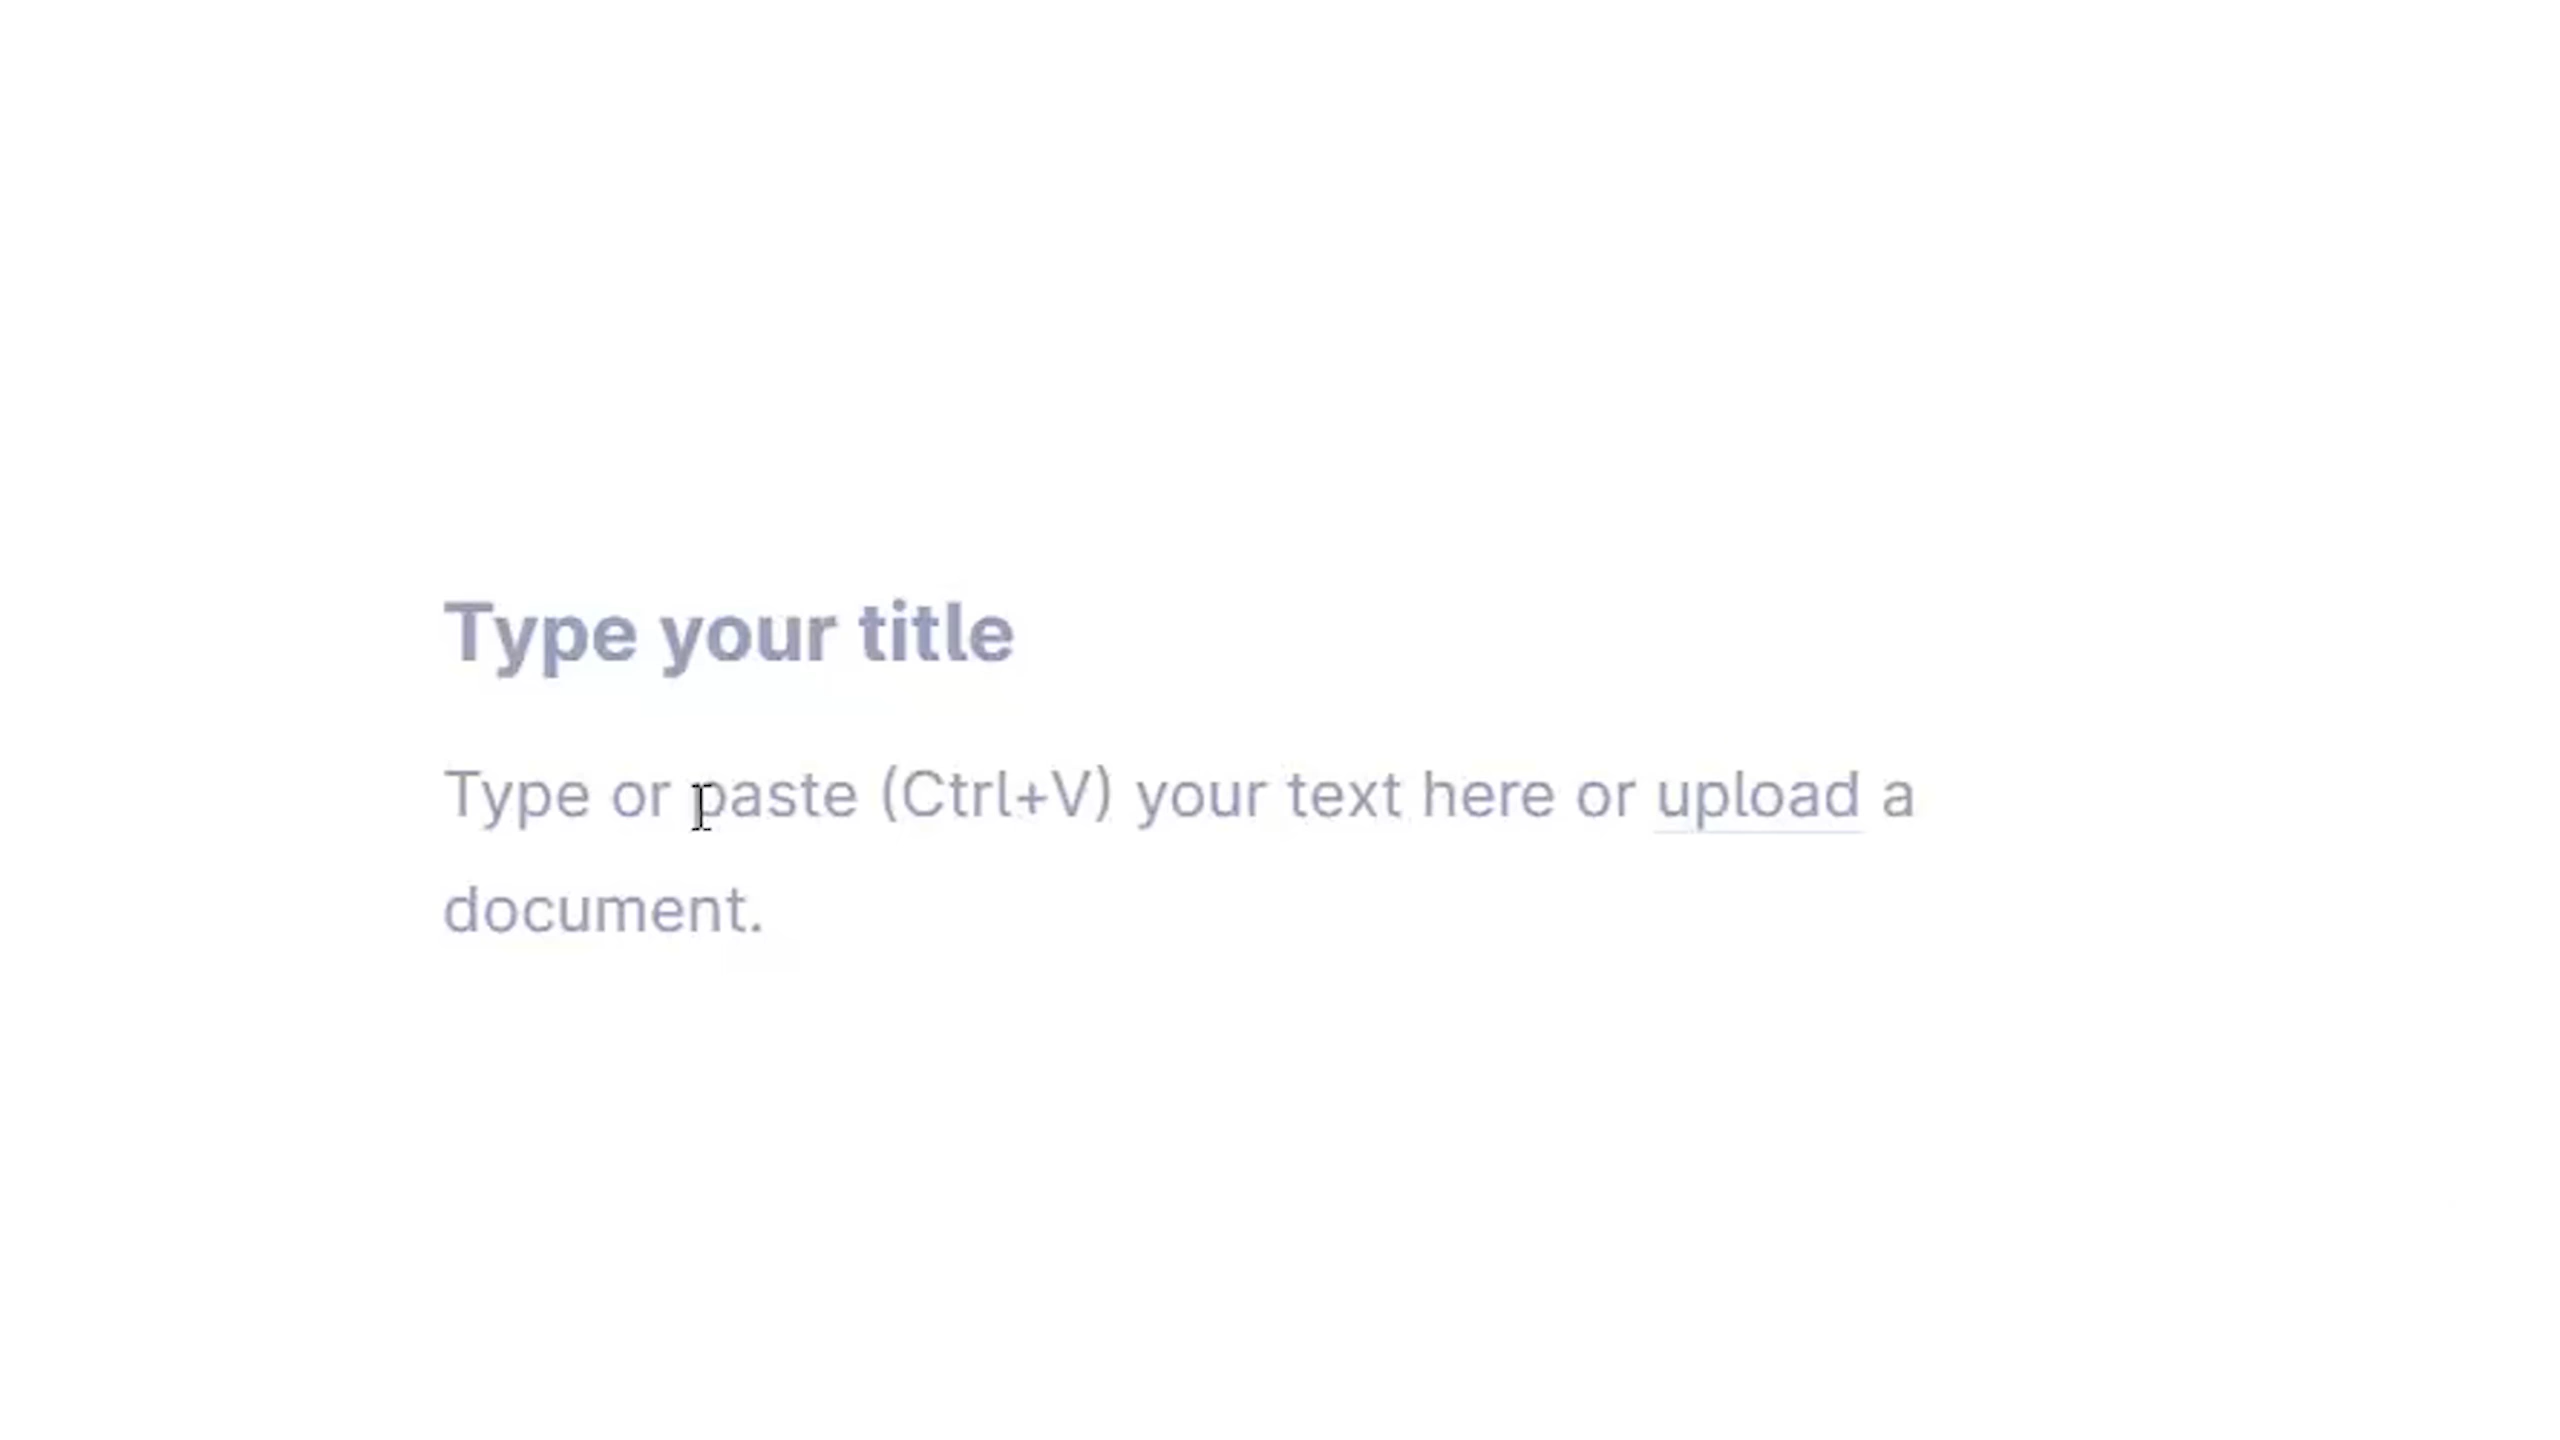 Type your title
Type or paste (Ctrl+V) your text here or upload a
document.